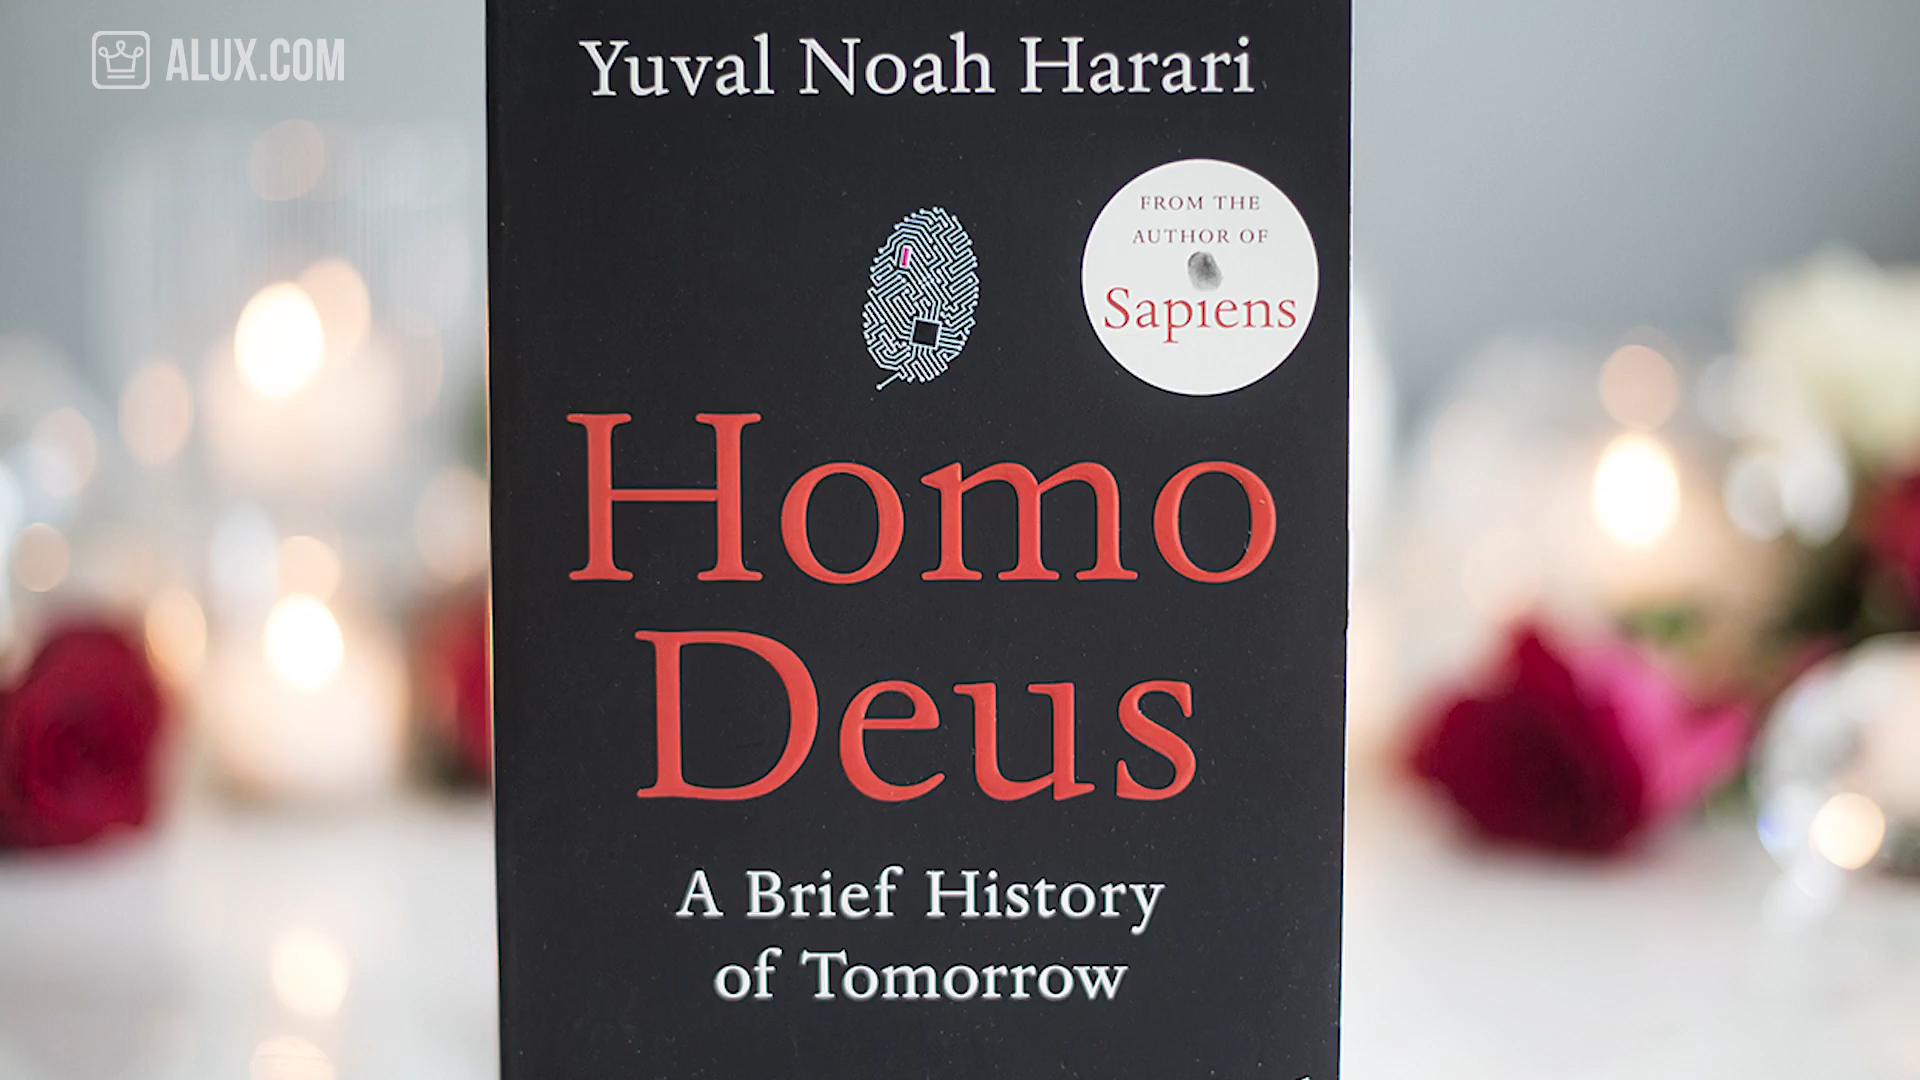 ALUX.COM
Yuval Noah Harari
FROM THE
AUTHOR OF
Sapiens
Homo
Deus
A Brief History
of Tomorrow